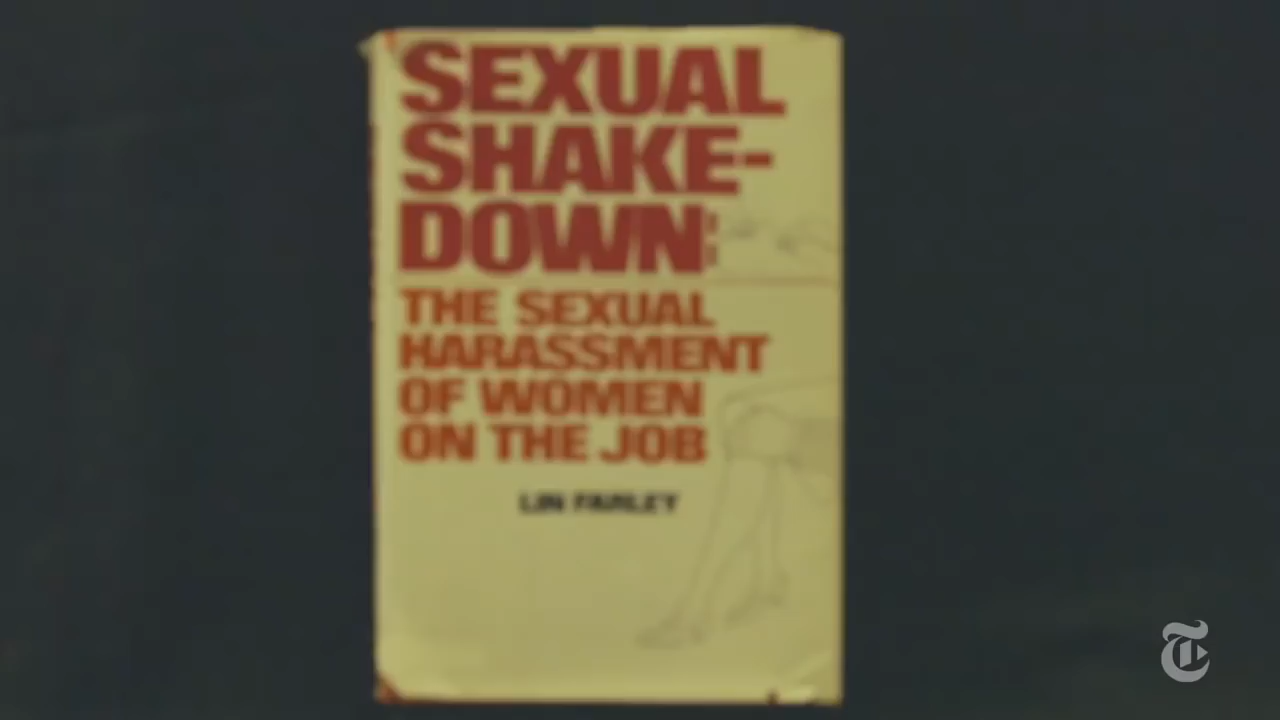 SEXUAL
SHAKE-
DOWN:
THE SEXUAL
HARASSMENT
OF WOMEN
ON THE JOB
LIN FARLEY
T